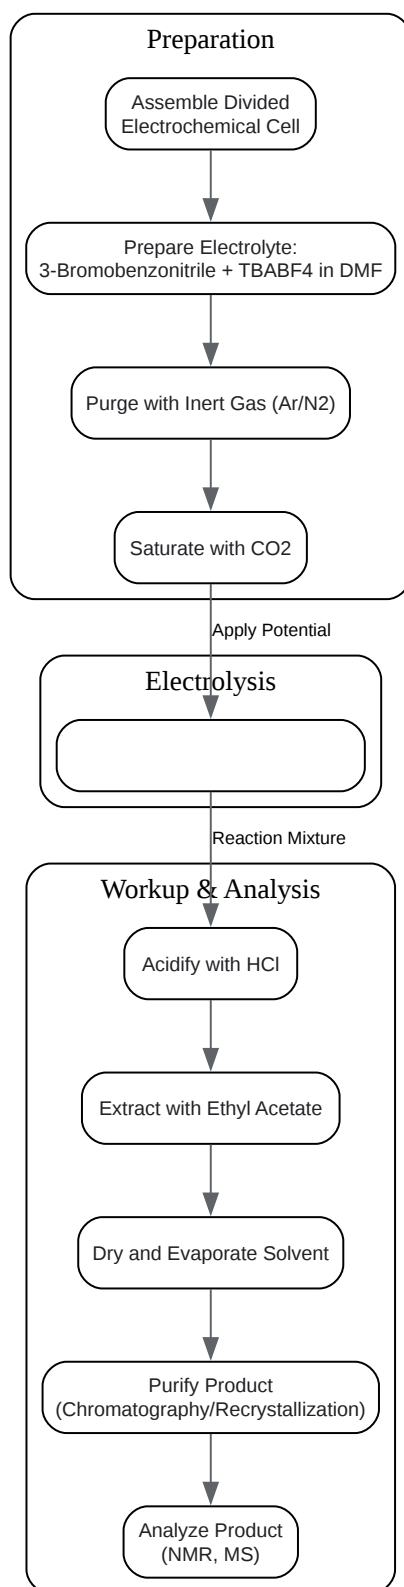 Preparation
Assemble Divided
Electrochemical Cell
Prepare Electrolyte:
3-Bromobenzonitrile + TBABF4 in DMF
Purge with Inert Gas (Ar/N2)
Saturate with CO2
Apply Potential
Electrolysis
Reaction Mixture
Workup & Analysis
Acidify with HCl
Extract with Ethyl Acetate
Dry and Evaporate Solvent
Purify Product
(Chromatography/Recrystallization)
Analyze Product
(NMR, MS)